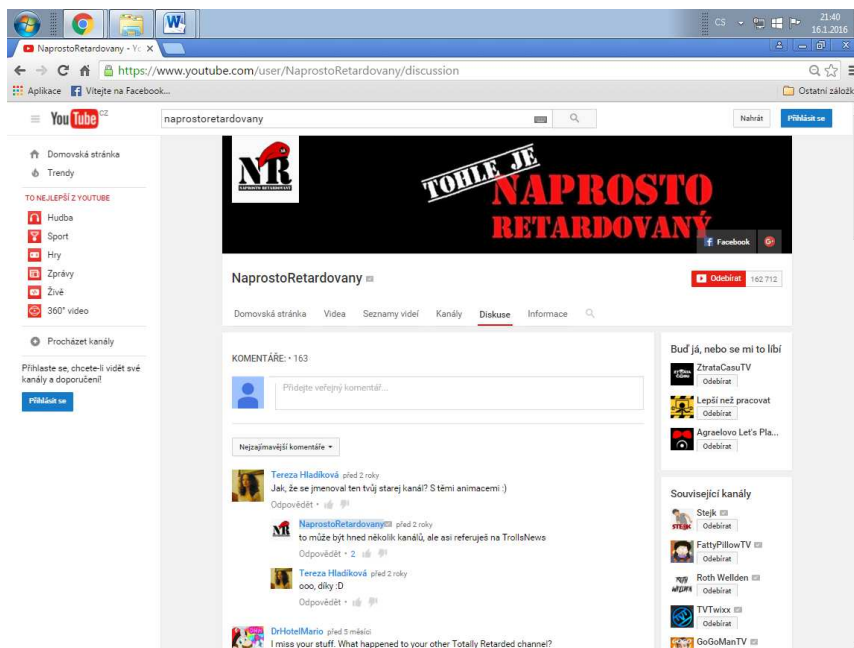 CS
21:40
16.1.2016
NaprostoRetardovany - Yc
https://www.youtube.com/user/NaprostoRetardovany/discussion
Aplikace Vítejte na Facebook...
Ostatní záložk
YouTube CZ
naprostoretardovany
Nahrát
Přihlásit se
Domovská stránka
Trendy
TO NEJLEPŠÍ Z YOUTUBE
Hudba
Sport
Hry
Zprávy
Živě
360° video
Procházet kanály
Přihlaste se, chcete-li vidět své
kanály a doporučení!
Přihlásit se
NR
NAPROSTO RETARDOVANÝ
TOHLE JE
NAPROSTO
RETARDOVANÝ
Facebook
NaprostoRetardovany
Odebírat 162 712
Domovská stránka Videa Seznamy videí Kanály Diskuse Informace
KOMENTÁŘE: • 163
Přidejte veřejný komentář...
Nejzajímavější komentáře
Tereza Hladíková před 2 roky
Jak, že se jmenoval ten tvůj starej kanál? S těmi animacemi :)
Odpovědět •
NaprostoRetardovany před 2 roky
to může být hned několik kanálů, ale asi referuješ na TrollsNews
Odpovědět • 2
Tereza Hladíková před 2 roky
ooo, díky :D
Odpovědět •
DrHotelMario před 5 měsíci
I miss your stuff. What happened to your other Totally Retarded channel?
Buď já, nebo se mi to líbí
ZtrataCasuTV
Odebírat
Lepší než pracovat
Odebírat
Agraelovo Let's Pla...
Odebírat
Související kanály
Stejk
Odebírat
FattyPillowTV
Odebírat
Roth Wellden
Odebírat
TVTwixx
Odebírat
GoGoManTV